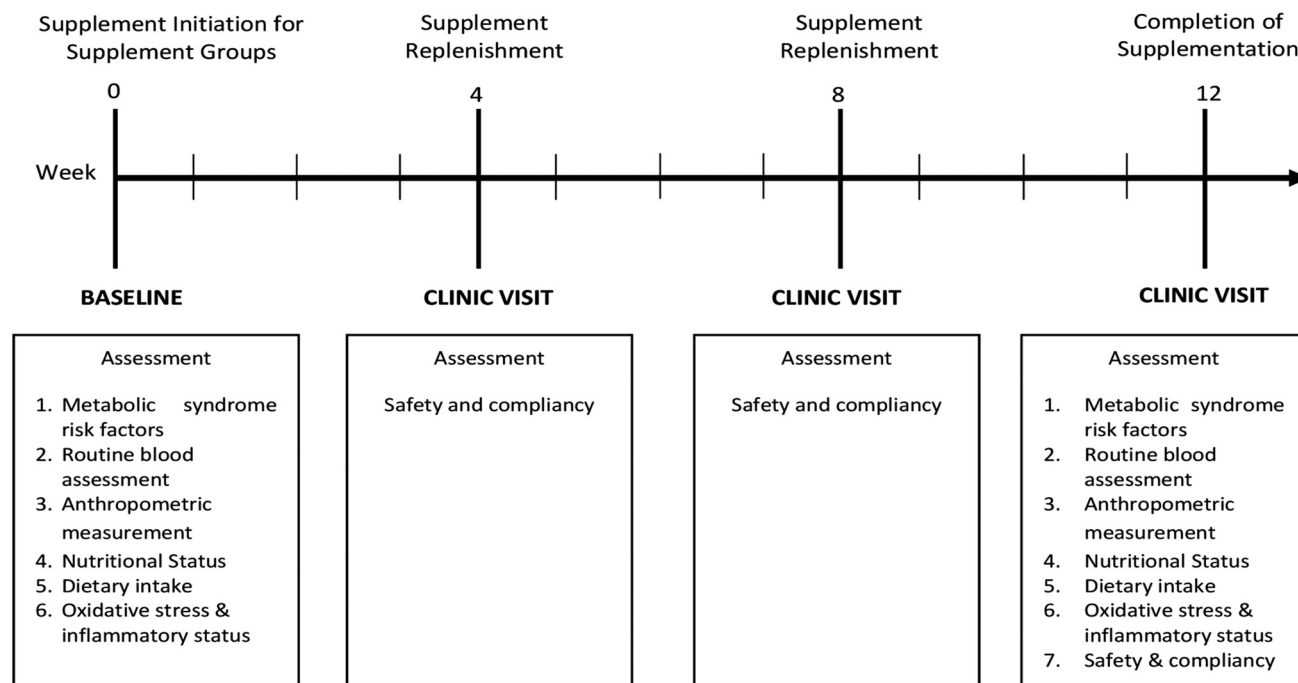 Supplement Initiation for
Supplement Groups
Supplement
Replenishment
Supplement
Replenishment
Completion of
Supplementation
0
4
8
12
Week
BASELINE
CLINIC VISIT
CLINIC VISIT
CLINIC VISIT
Assessment
1. Metabolic syndrome
risk factors
2. Routine blood
assessment
3. Anthropometric
measurement
4. Nutritional Status
5. Dietary intake
6. Oxidative stress &
inflammatory status
Assessment
Safety and compliancy
Assessment
Safety and compliancy
Assessment
1. Metabolic syndrome
risk factors
2. Routine blood
assessment
3. Anthropometric
measurement
4. Nutritional Status
5. Dietary intake
6. Oxidative stress &
inflammatory status
7. Safety & compliancy